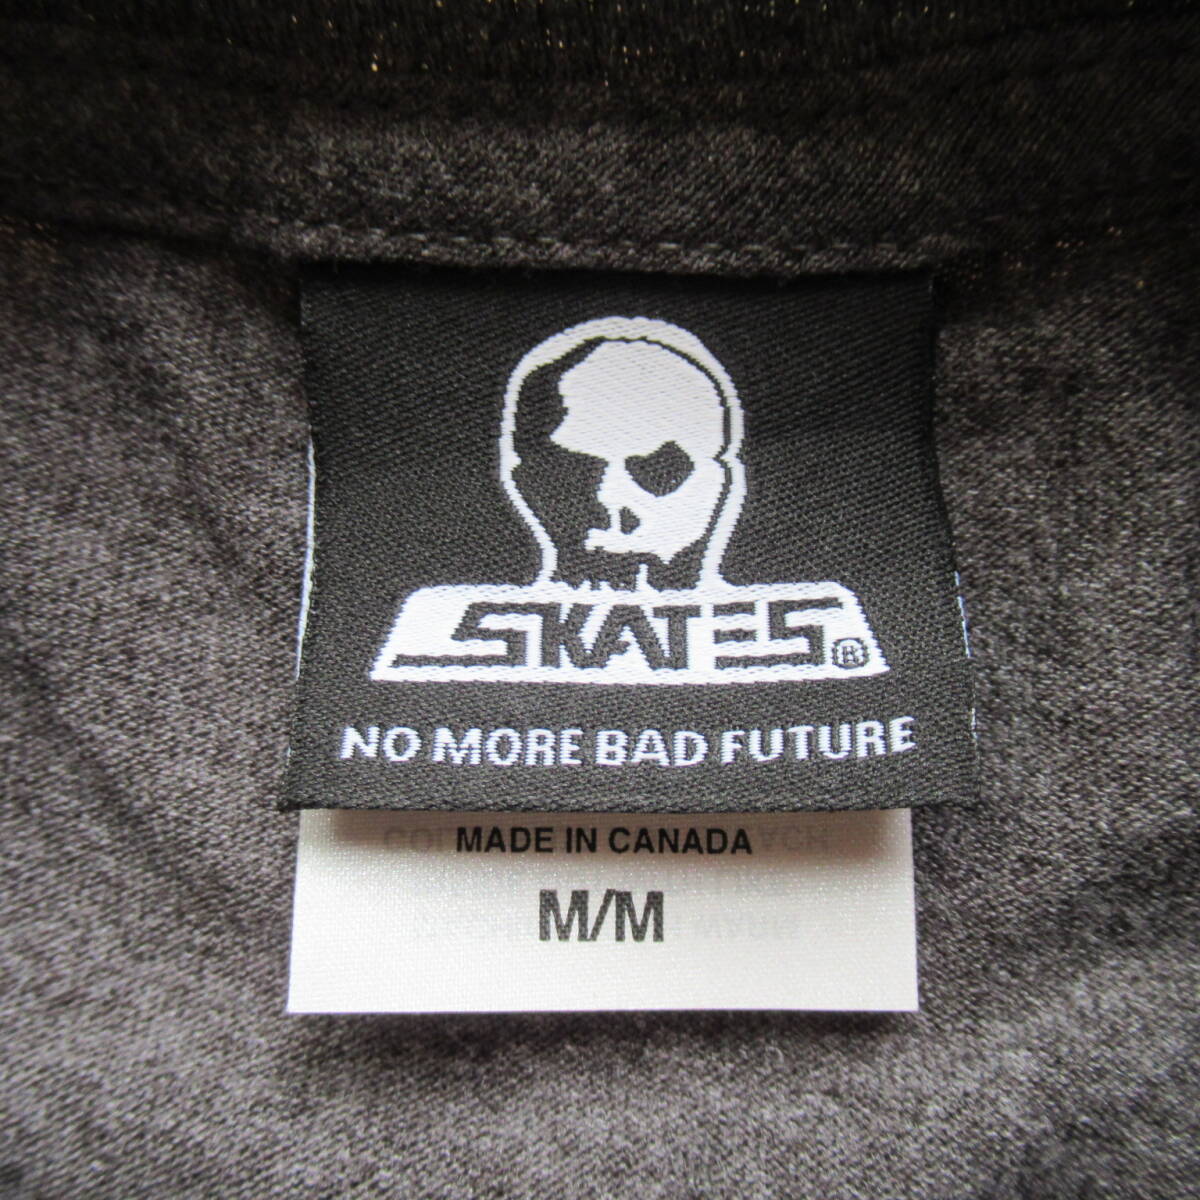 SKATES®
NO MORE BAD FUTURE
MADE IN CANADA
M/M